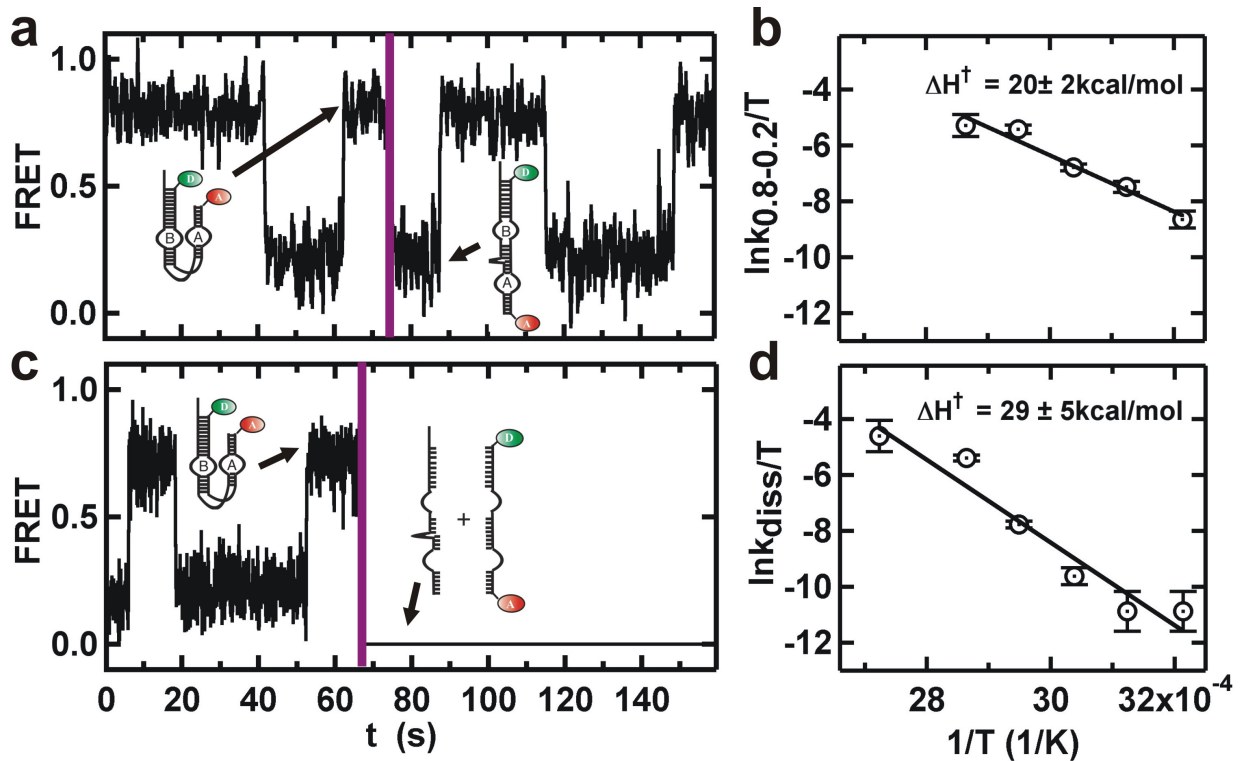 a
1.0
0.5
0.0
FRET
D
A
B
A
D
B
A
A
b
-4
-6
-8
-10
-12
lnk0.8-0.2/T
ΔH† = 20± 2kcal/mol
c
1.0
0.5
0.0
FRET
D
A
B
A
+
D
A
0 20 40 60 80 100 120 140
t (s)
d
-4
-6
-8
-10
-12
lnkdiss/T
ΔH† = 29 ± 5kcal/mol
28 30 32x10-4
1/T (1/K)